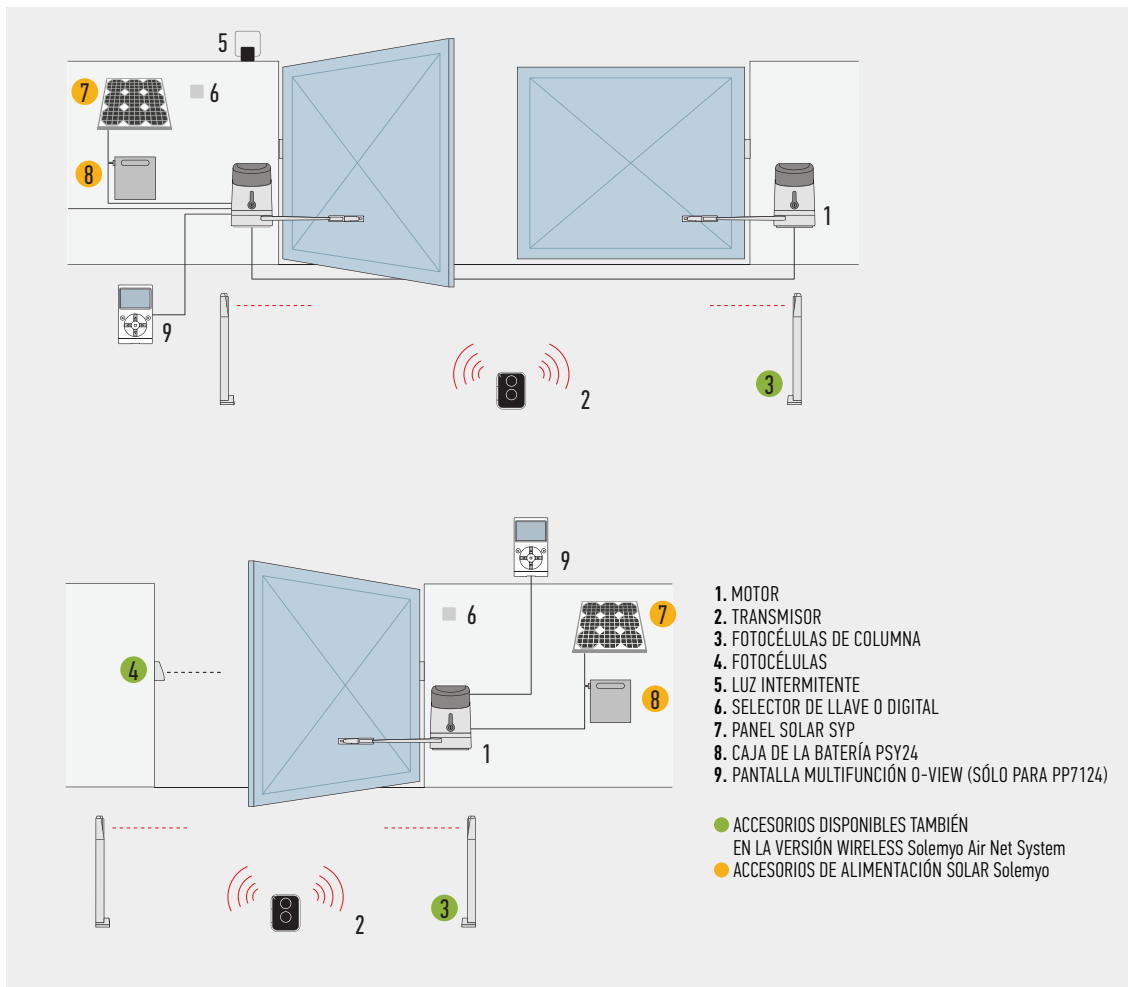 5
7
6
8
1
9
3
2
9
6
7
4
8
1
1. MOTOR
2. TRANSMISOR
3. FOTOCÉLULAS DE COLUMNA
4. FOTOCÉLULAS
5. LUZ INTERMITENTE
6. SELECTOR DE LLAVE O DIGITAL
7. PANEL SOLAR SYP
8. CAJA DE LA BATERÍA PSY24
9. PANTALLA MULTIFUNCIÓN O-VIEW (SÓLO PARA PP7124)
ACCESORIOS DISPONIBLES TAMBIÉN
EN LA VERSIÓN WIRELESS Solemyo Air Net System
ACCESORIOS DE ALIMENTACIÓN SOLAR Solemyo
3
2